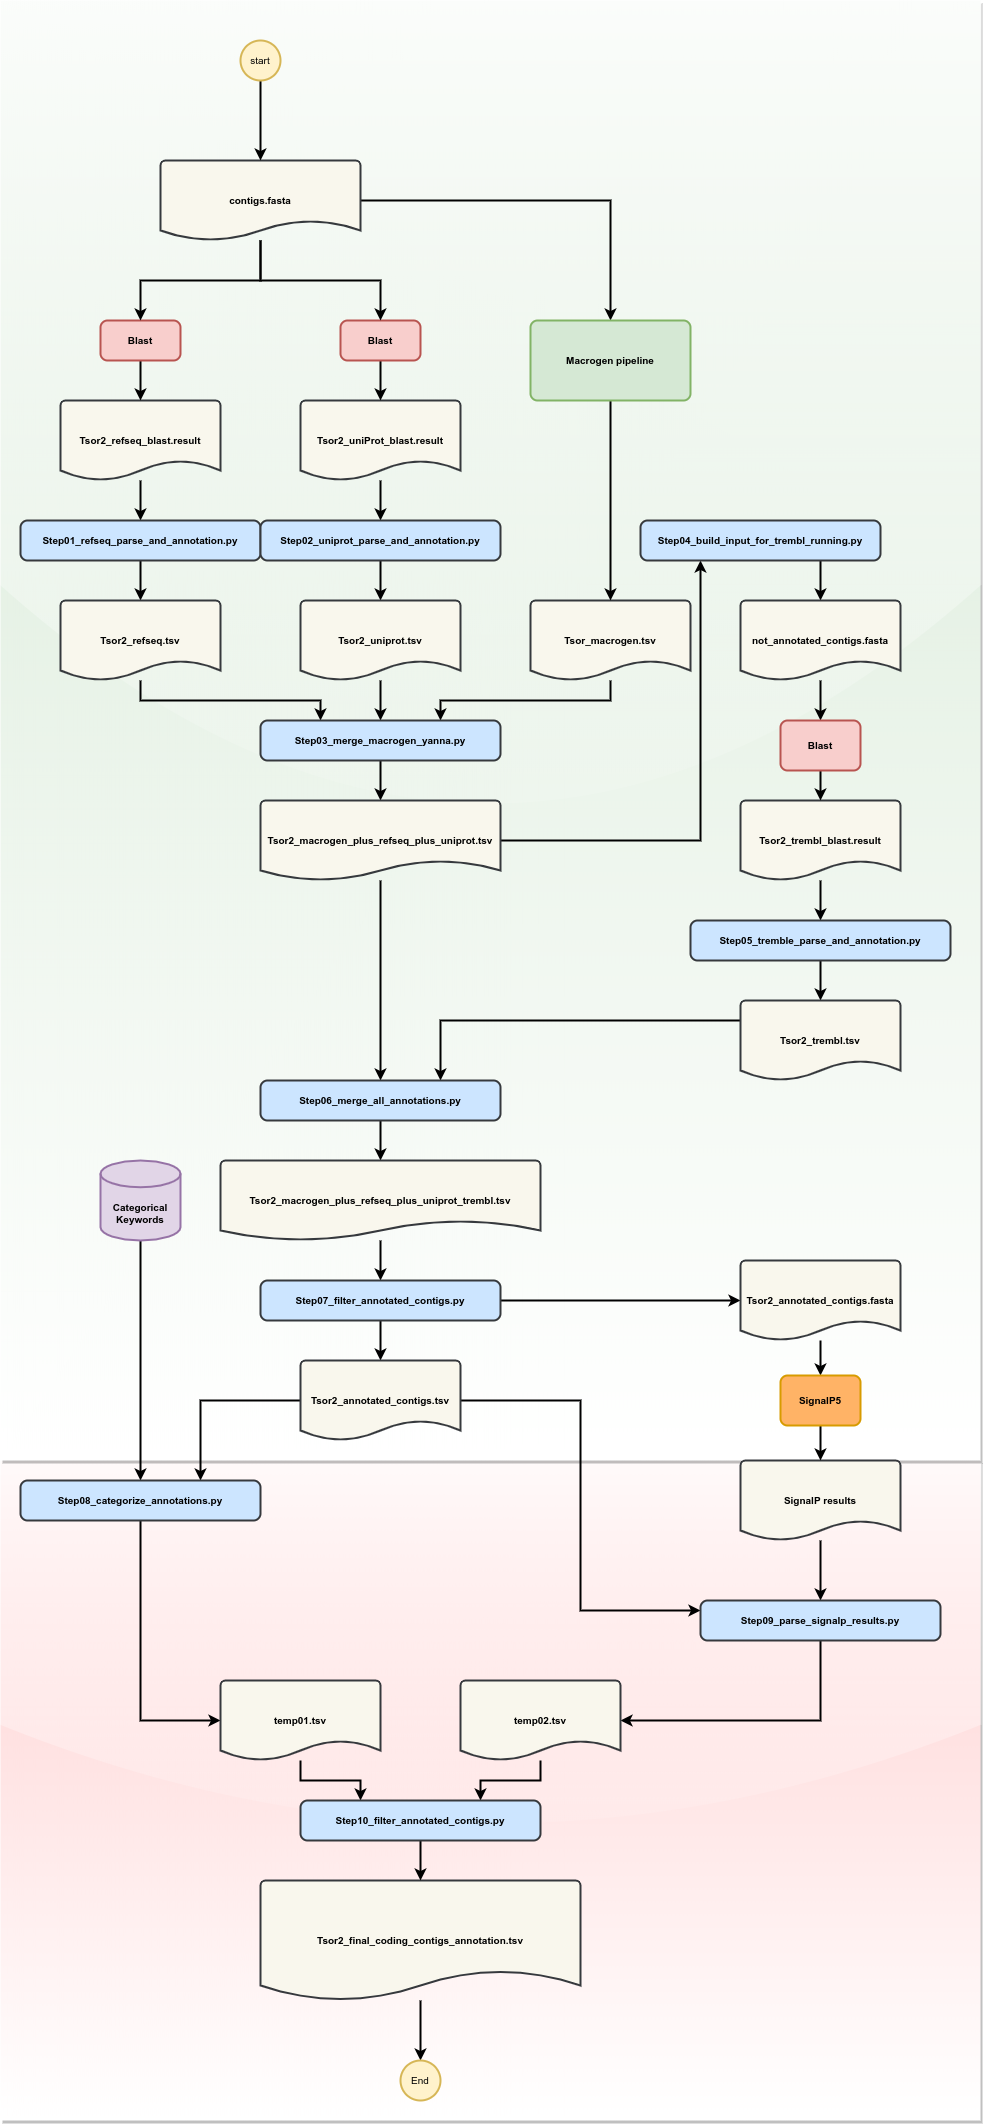 start
contigs.fasta
Blast
Blast
Macrogen pipeline
Tsor2_refseq_blast.result
Tsor2_uniProt_blast.result
Step01_refseq_parse_and_annotation.py
Step02_uniprot_parse_and_annotation.py
Step04_build_input_for_trembl_running.py
Tsor2_refseq.tsv
Tsor2_uniprot.tsv
Tsor_macrogen.tsv
not_annotated_contigs.fasta
Step03_merge_macrogen_yanna.py
Blast
Tsor2_macrogen_plus_refseq_plus_uniprot.tsv
Tsor2_trembl_blast.result
Step05_tremble_parse_and_annotation.py
Tsor2_trembl.tsv
Step06_merge_all_annotations.py
Categorical
Keywords
Tsor2_macrogen_plus_refseq_plus_uniprot_trembl.tsv
Step07_filter_annotated_contigs.py
Tsor2_annotated_contigs.fasta
Tsor2_annotated_contigs.tsv
SignalP5
Step08_categorize_annotations.py
SignalP results
Step09_parse_signalp_results.py
temp01.tsv
temp02.tsv
Step10_filter_annotated_contigs.py
Tsor2_final_coding_contigs_annotation.tsv
End